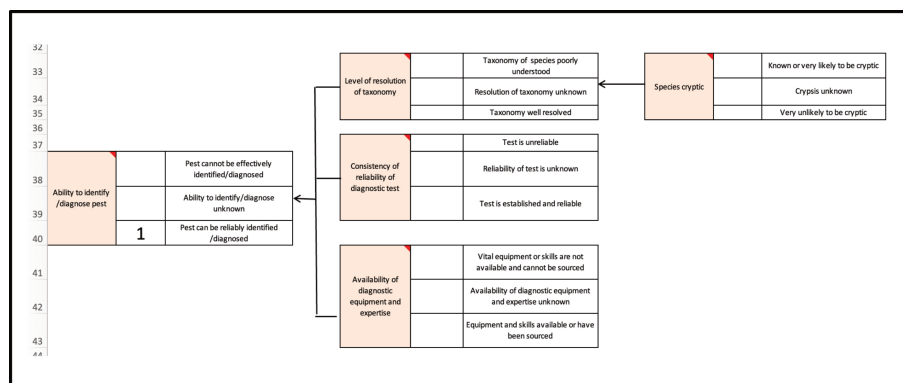 32
33
34
35
36
37
38
39
40
41
42
43
44
Ability to identify
/diagnose pest
Pest cannot be effectively
identified/diagnosed
Ability to identify/diagnose
unknown
1
Pest can be reliably identified
/diagnosed
Level of resolution
of taxonomy
Taxonomy of species poorly
understood
Resolution of taxonomy unknown
Taxonomy well resolved
Consistency of
reliability of
diagnostic test
Test is unreliable
Reliability of test is unknown
Test is established and reliable
Availability of
diagnostic
equipment and
expertise
Vital equipment or skills are not
available and cannot be sourced
Availability of diagnostic equipment
and expertise unknown
Equipment and skills available or have
been sourced
Species cryptic
Known or very likely to be cryptic
Crypsis unknown
Very unlikely to be cryptic